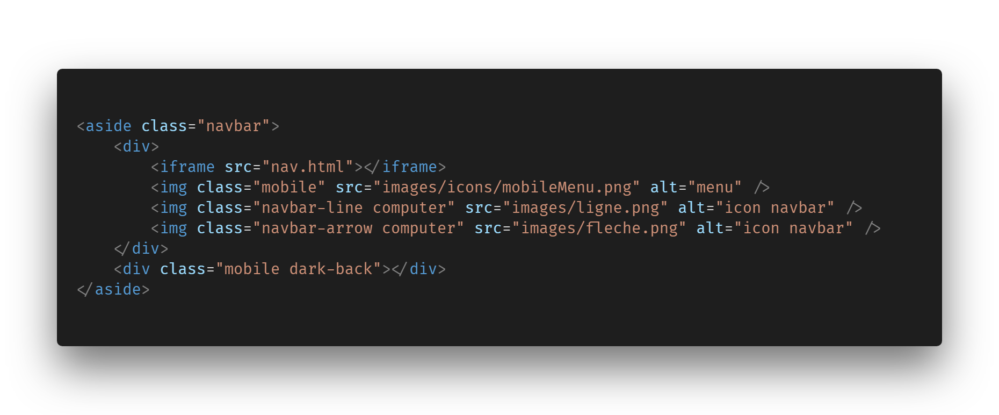 <aside class="navbar">
    <div>
        <iframe src="nav.html"></iframe>
        <img class="mobile" src="images/icons/mobileMenu.png" alt="menu" />
        <img class="navbar-line computer" src="images/ligne.png" alt="icon navbar" />
        <img class="navbar-arrow computer" src="images/fleche.png" alt="icon navbar" />
    </div>
    <div class="mobile dark-back"></div>
</aside>